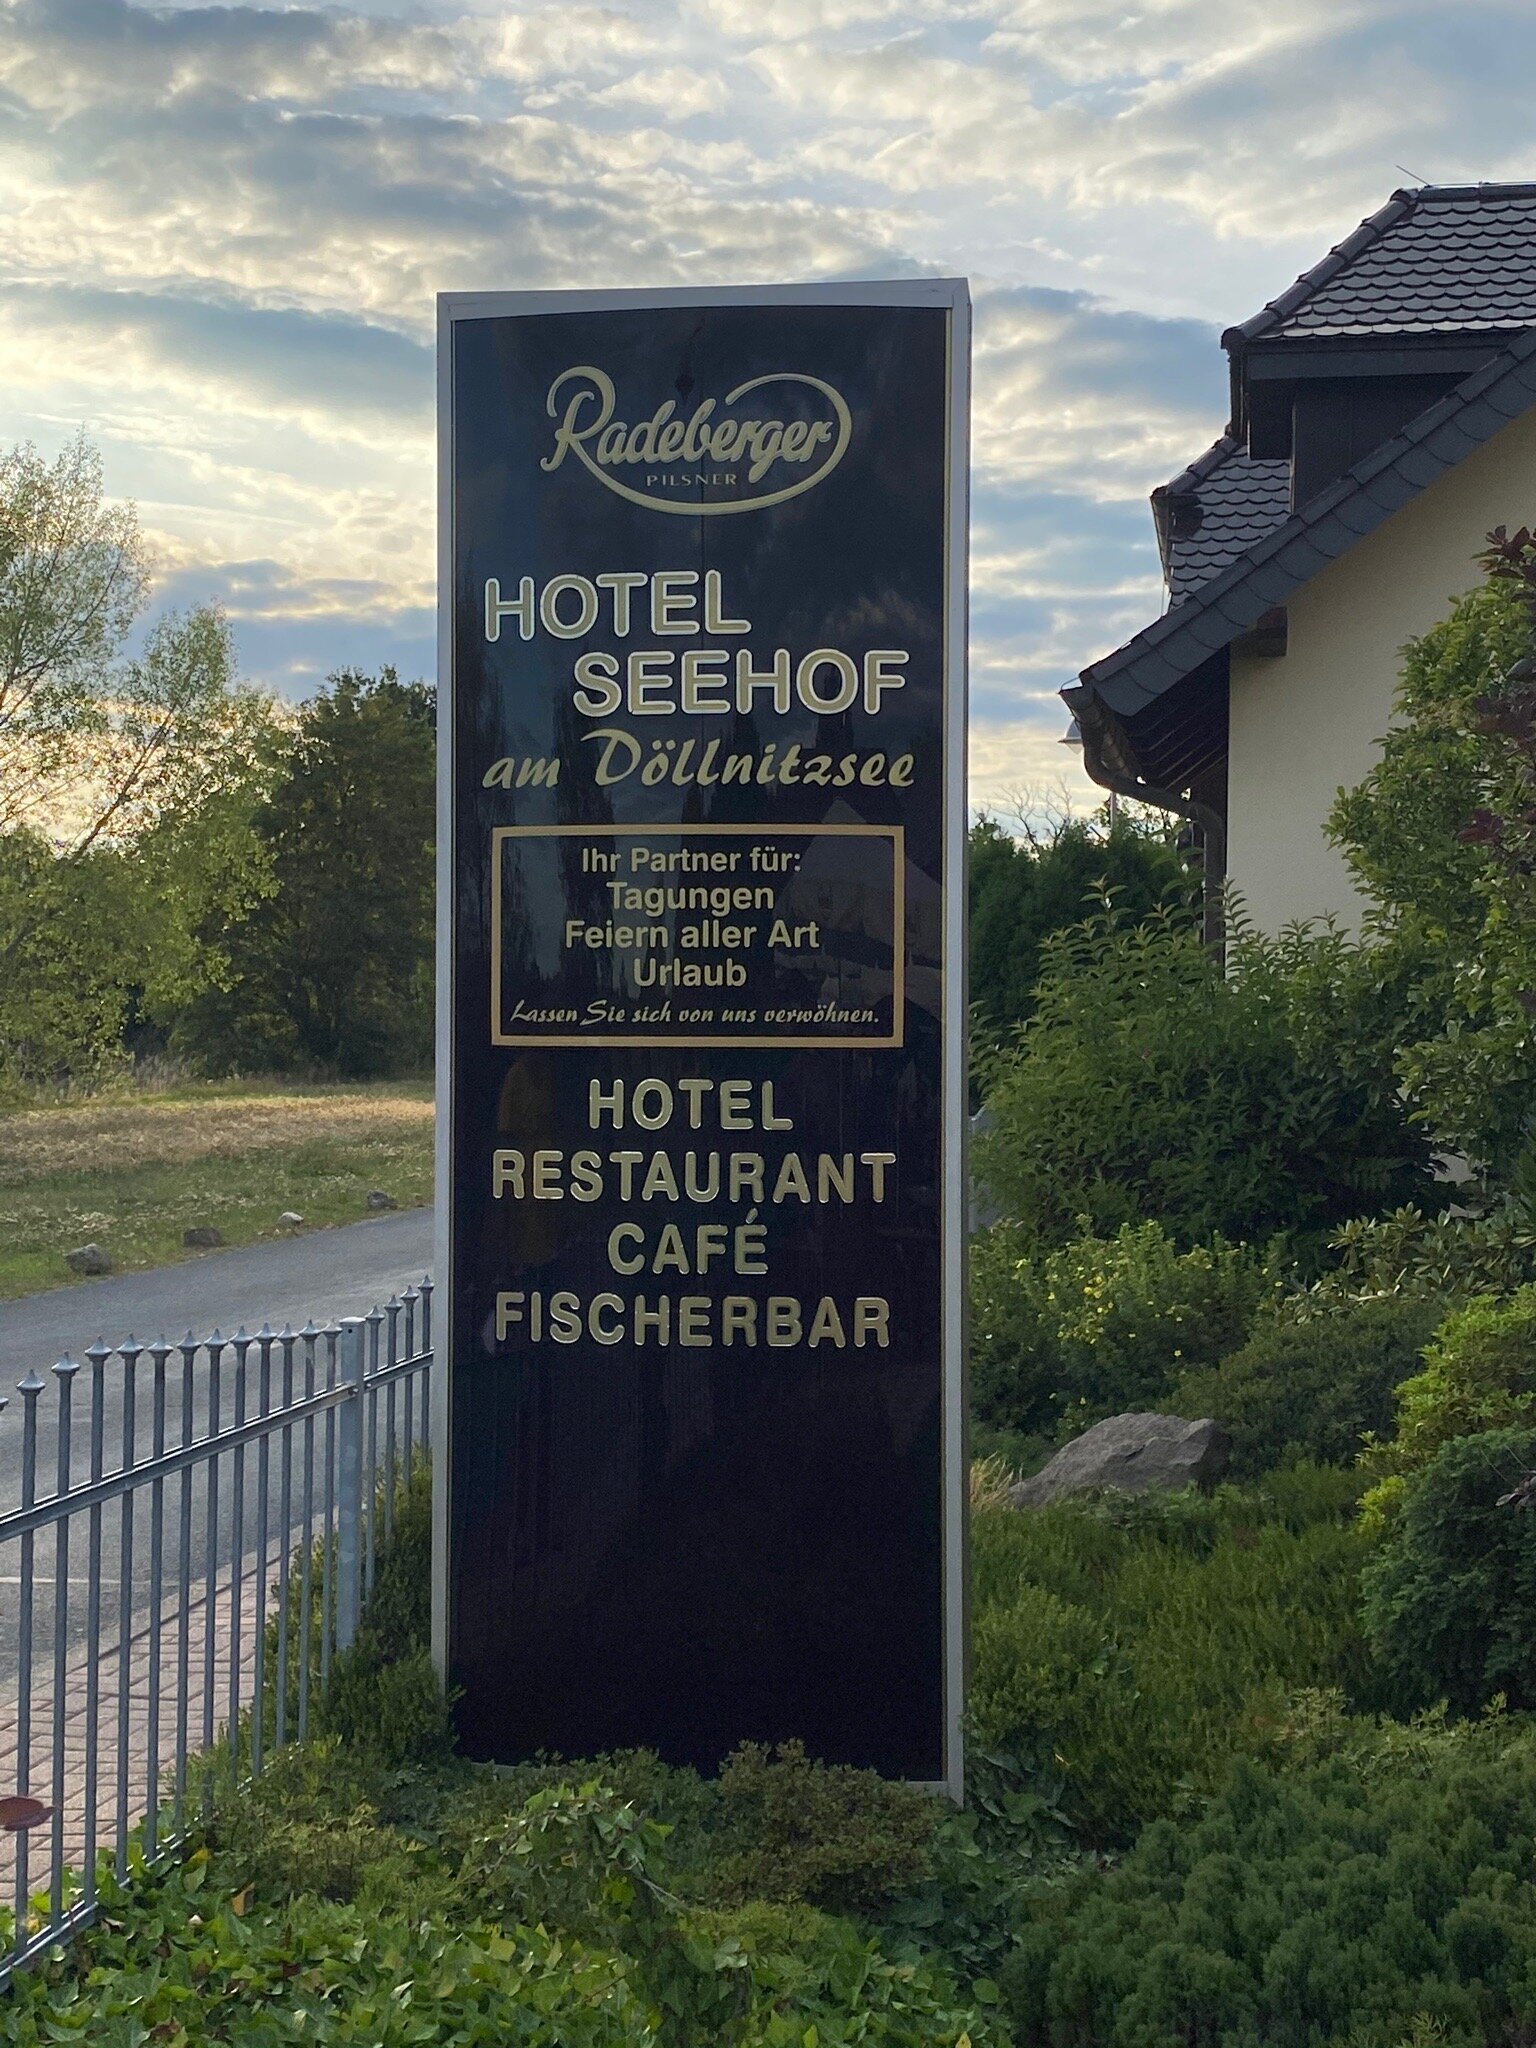 Radeberger
PILSNER
HOTEL
SEEHOF
am Döllnitzsee
Ihr Partner für:
Tagungen
Feiern aller Art
Urlaub
Lassen Sie sich von uns verwöhnen.
HOTEL
RESTAURANT
CAFÉ
FISCHERBAR